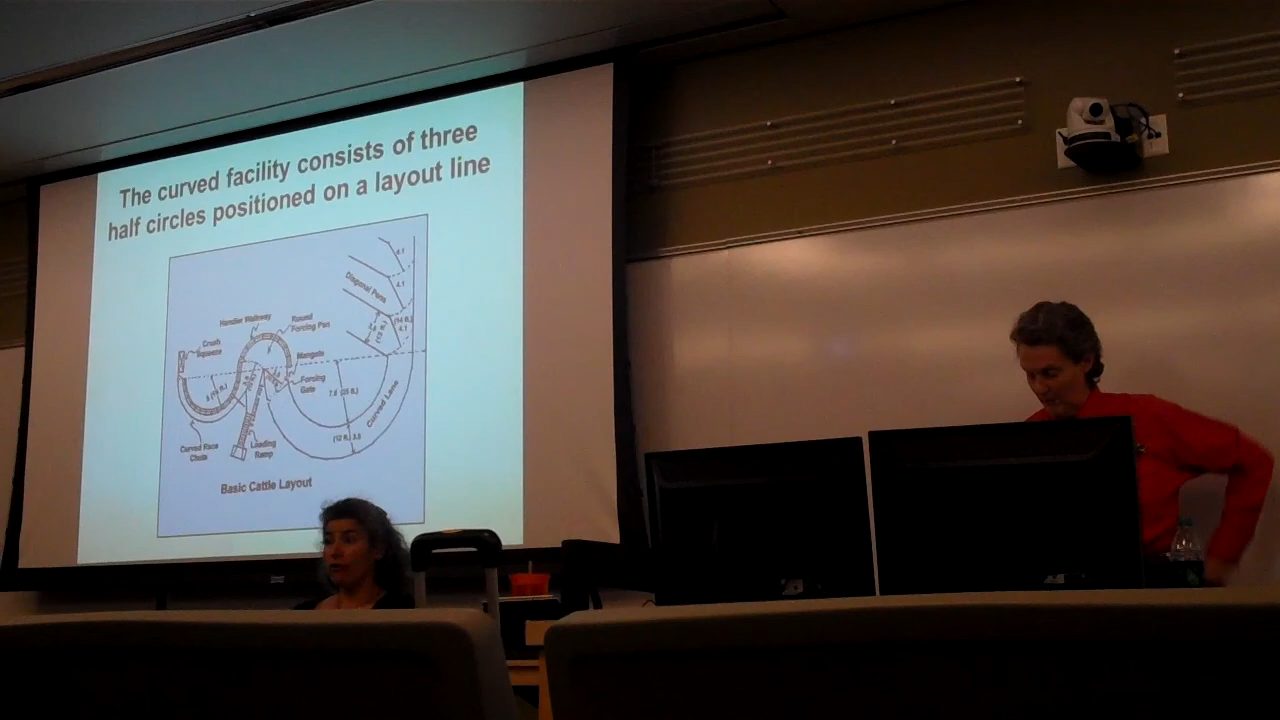 The curved facility consists of three
half circles positioned on a layout line
Diagonal Pens
Handler Walkway
Round
Forcing Pen
Crush
Squeeze
Mangate
Forcing
Gate
Curved Lane
Curved Race
Chute
Loading
Ramp
Basic Cattle Layout